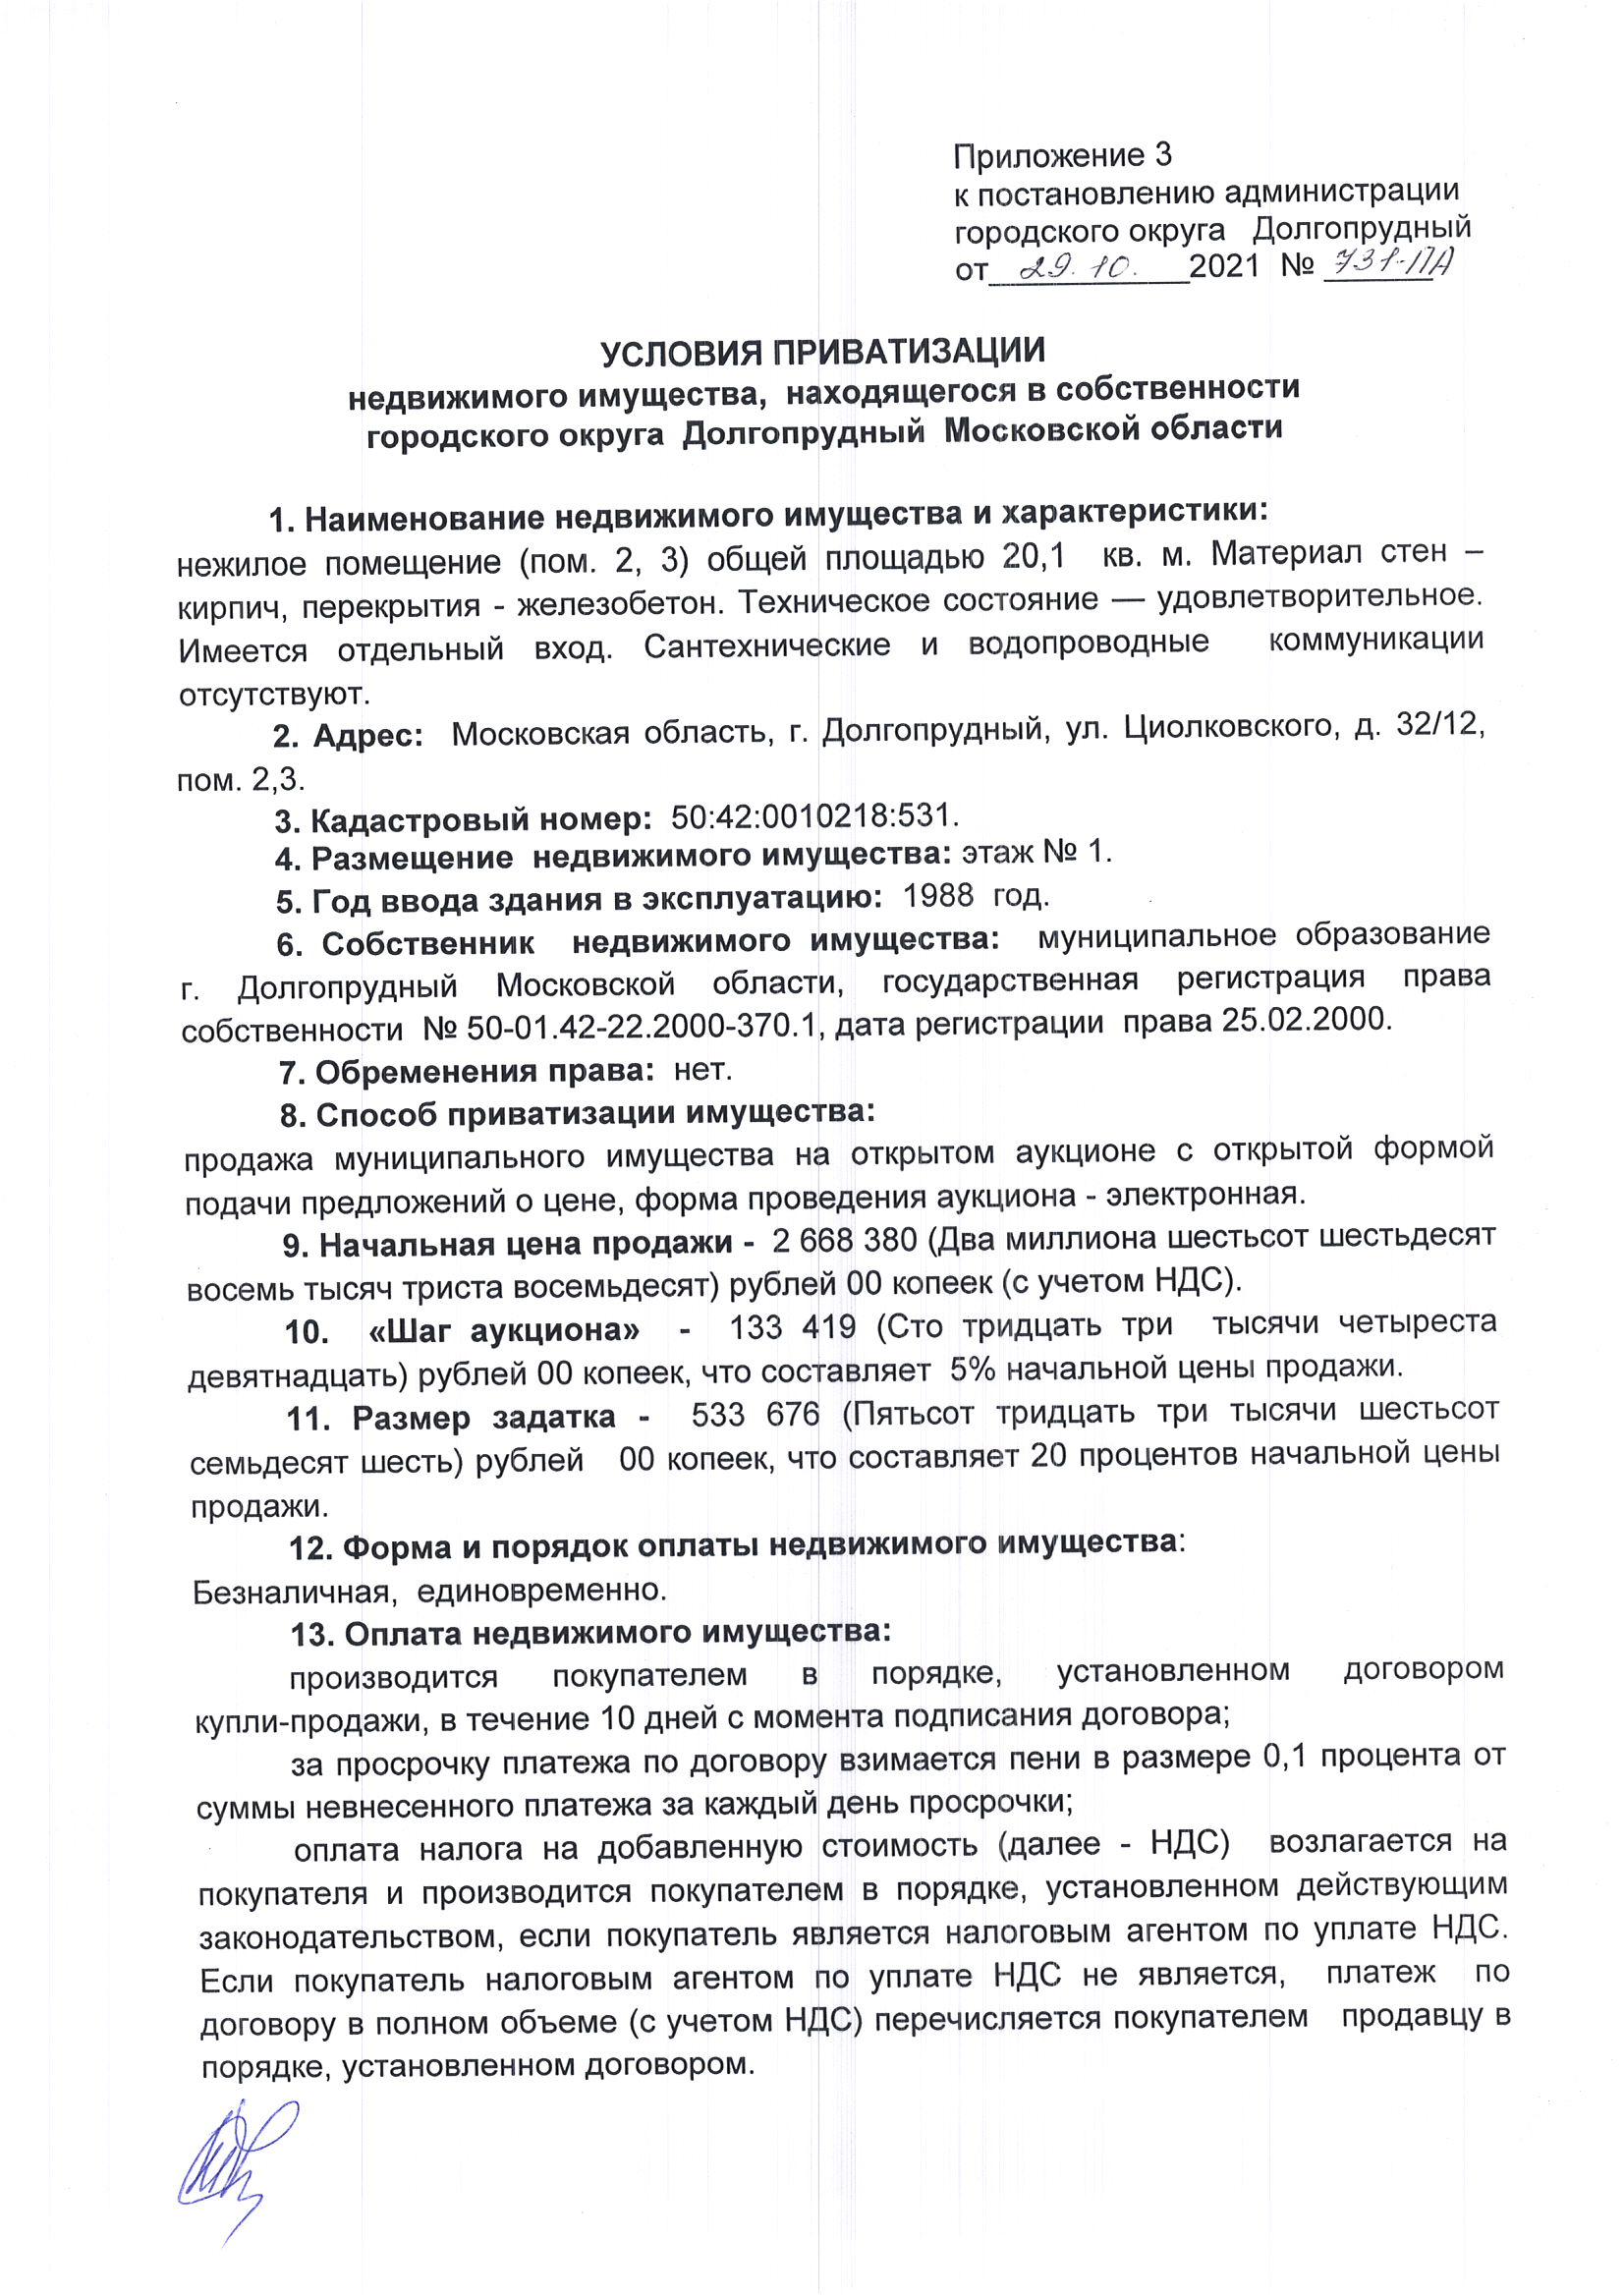 Приложение 3
к постановлению администрации
городского округа Долгопрудный
от 29.10. 2021 № 731-ПА
УСЛОВИЯ ПРИВАТИЗАЦИИ
недвижимого имущества, находящегося в собственности
городского округа Долгопрудный Московской области
1. Наименование недвижимого имущества и характеристики:
нежилое помещение (пом. 2, 3) общей площадью 20,1 кв. м. Материал стен –
кирпич, перекрытия - железобетон. Техническое состояние — удовлетворительное.
Имеется отдельный вход. Сантехнические и водопроводные коммуникации
отсутствуют.
2. Адрес: Московская область, г. Долгопрудный, ул. Циолковского, д. 32/12,
пом. 2,3.
3. Кадастровый номер: 50:42:0010218:531.
4. Размещение недвижимого имущества: этаж № 1.
5. Год ввода здания в эксплуатацию: 1988 год.
6. Собственник недвижимого имущества: муниципальное образование
г. Долгопрудный Московской области, государственная регистрация права
собственности № 50-01.42-22.2000-370.1, дата регистрации права 25.02.2000.
7. Обременения права: нет.
8. Способ приватизации имущества:
продажа муниципального имущества на открытом аукционе с открытой формой
подачи предложений о цене, форма проведения аукциона - электронная.
9. Начальная цена продажи - 2 668 380 (Два миллиона шестьсот шестьдесят
восемь тысяч триста восемьдесят) рублей 00 копеек (с учетом НДС).
10. «Шаг аукциона» - 133 419 (Сто тридцать три тысячи четыреста
девятнадцать) рублей 00 копеек, что составляет 5% начальной цены продажи.
11. Размер задатка - 533 676 (Пятьсот тридцать три тысячи шестьсот
семьдесят шесть) рублей 00 копеек, что составляет 20 процентов начальной цены
продажи.
12. Форма и порядок оплаты недвижимого имущества:
Безналичная, единовременно.
13. Оплата недвижимого имущества:
производится покупателем в порядке, установленном договором
купли-продажи, в течение 10 дней с момента подписания договора;
за просрочку платежа по договору взимается пени в размере 0,1 процента от
суммы невнесенного платежа за каждый день просрочки;
оплата налога на добавленную стоимость (далее - НДС) возлагается на
покупателя и производится покупателем в порядке, установленном действующим
законодательством, если покупатель является налоговым агентом по уплате НДС.
Если покупатель налоговым агентом по уплате НДС не является, платеж по
договору в полном объеме (с учетом НДС) перечисляется покупателем продавцу в
порядке, установленном договором.